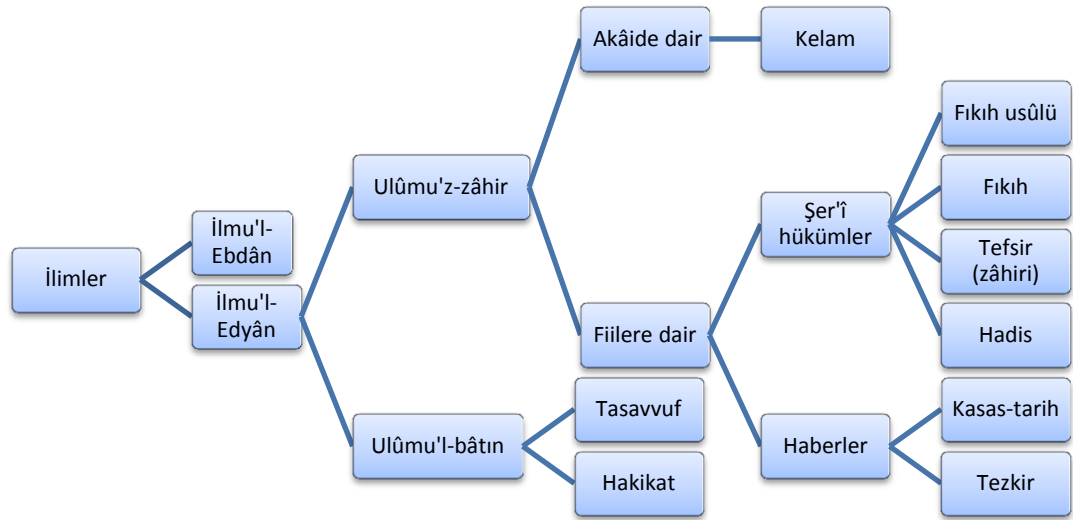 İlimler
İlmu'l-
Ebdân
İlmu'l-
Edyân
Ulûmu'z-zâhir
Ulûmu'l-bâtın
Akâide dair
Fiilere dair
Tasavvuf
Hakikat
Kelam
Şer'î
hükümler
Haberler
Fıkıh usûlü
Fıkıh
Tefsir
(zâhiri)
Hadis
Kasas-tarih
Tezkir